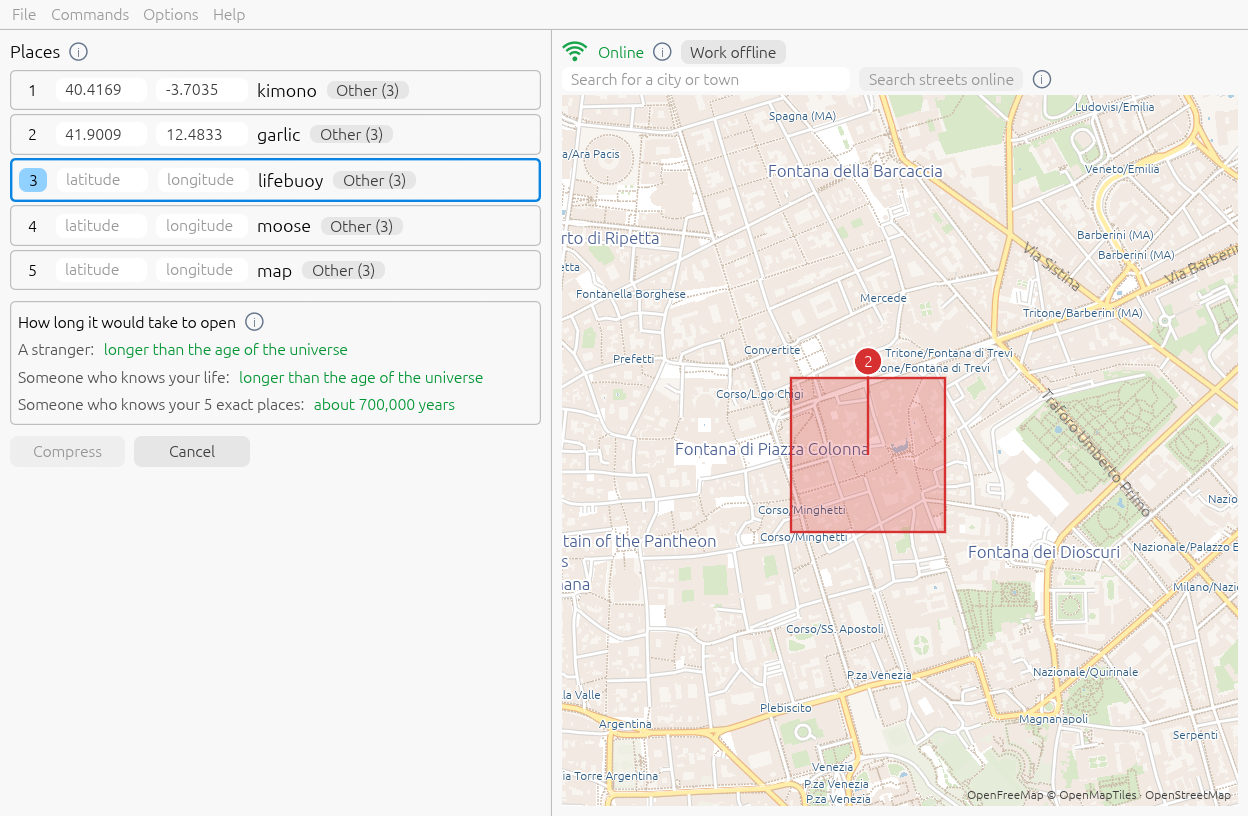 File Commands Options Help
Places
1 40.4169 -3.7035 kimono Other (3)
2 41.9009 12.4833 garlic Other (3)
3 latitude longitude lifebuoy Other (3)
4 latitude longitude moose Other (3)
5 latitude longitude map Other (3)
How long it would take to open
A stranger: longer than the age of the universe
Someone who knows your life: longer than the age of the universe
Someone who knows your 5 exact places: about 700,000 years
Compress Cancel
Online Work offline
Search for a city or town Search streets online
Ludovisi/Emilia
Spagna (MA)
a/Ara Pacis
Fontana della Barcaccia
Veneto/Emilia
rto di Ripetta
Barberini (MA)
Via Sistina
Barberini (MA)
Via Barberin
etta
Fontanella Borghese
Mercede
Tritone/Barberini (MA)
Convertite
Tritone/Fontana di Trevi
Prefetti
2
one/Fontana di Trevi
Corso/L.go Chigi
Traforo Umberto Primo
Fontana di Piazza Colonna
Nazio
Corso/Minghetti
Corso/Minghetti
tain of the Pantheon
s
Nazionale/Palazzo E
Fontana dei Dioscuri
ana
Milano/Naz
Corso/SS. Apostoli
P.za Venezia
Nazionale/Quirinale
la Valle
Plebiscito
Magnanapoli
Argentina
Serpenti
Venezia
ia Torre Argentina
P.za Venezia
P.za Venezia
OpenFreeMap © OpenMapTiles · OpenStreetMap